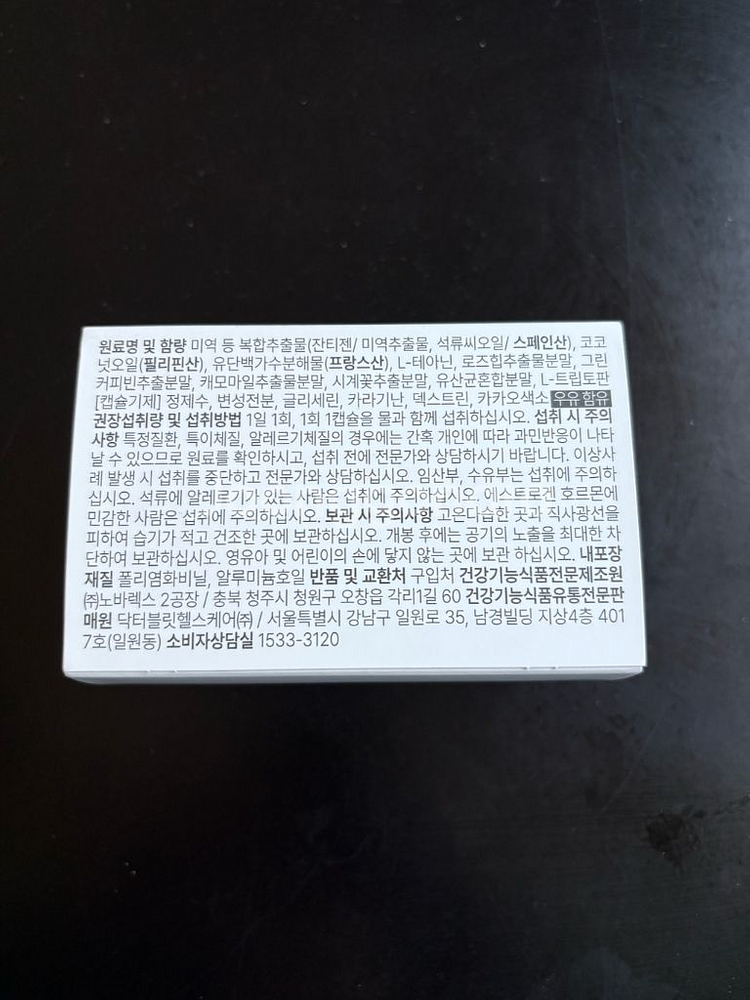 원료명 및 함량 미역 등 복합추출물(잔티젠/ 미역추출물, 석류씨오일/ 스페인산), 코코
넛오일(필리핀산), 유단백가수분해물(프랑스산), L-테아닌, 로즈힙추출물분말, 그린
커피빈추출분말, 캐모마일추출물분말, 시계꽃추출분말, 유산균혼합분말, L-트립토판
[캡슐기제] 정제수, 변성전분, 글리세린, 카라기난, 덱스트린, 카카오색소 우유 함유
권장섭취량 및 섭취방법 1일 1회, 1회 1캡슐을 물과 함께 섭취하십시오. 섭취 시 주의
사항 특정질환, 특이체질, 알레르기체질의 경우에는 간혹 개인에 따라 과민반응이 나타
날 수 있으므로 원료를 확인하시고, 섭취 전에 전문가와 상담하시기 바랍니다. 이상사
례 발생 시 섭취를 중단하고 전문가와 상담하십시오. 임산부, 수유부는 섭취에 주의하
십시오. 석류에 알레르기가 있는 사람은 섭취에 주의하십시오. 에스트로겐 호르몬에
민감한 사람은 섭취에 주의하십시오. 보관 시 주의사항 고온다습한 곳과 직사광선을
피하여 습기가 적고 건조한 곳에 보관하십시오. 개봉 후에는 공기의 노출을 최대한 차
단하여 보관하십시오. 영유아 및 어린이의 손에 닿지 않는 곳에 보관 하십시오. 내포장
재질 폴리염화비닐, 알루미늄호일 반품 및 교환처 구입처 건강기능식품전문제조원
㈜노바렉스 2공장 / 충북 청주시 청원구 오창읍 각리1길 60 건강기능식품유통전문판
매원 닥터블릿헬스케어㈜ / 서울특별시 강남구 일원로 35, 남경빌딩 지상4층 401
7호(일원동) 소비자상담실 1533-3120